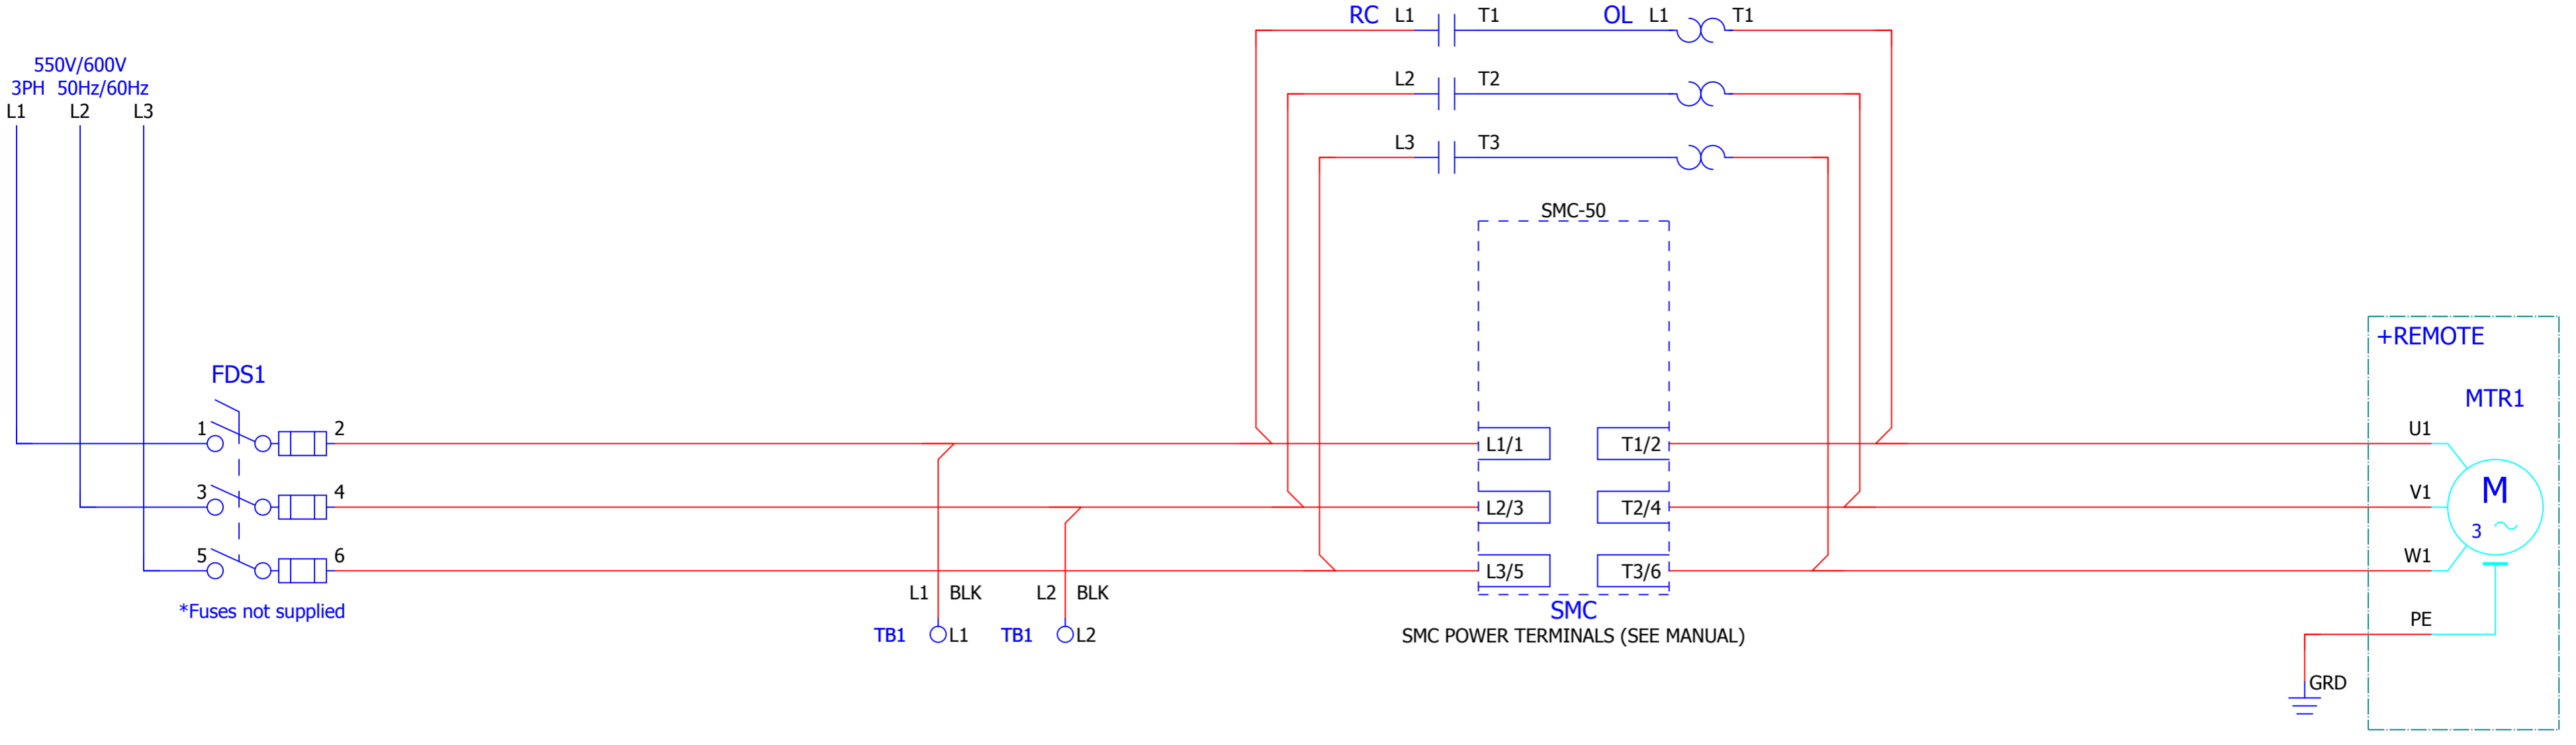 RC L1 T1 OL L1 T1
550V/600V
3PH 50Hz/60Hz
L1 L2 L3
L2 T2
L3 T3
SMC-50
+REMOTE
FDS1
MTR1
1 2
L1/1 T1/2
U1
3 4
L2/3 T2/4
V1
M
3
5 6
L3/5 T3/6
W1
*Fuses not supplied
L1 BLK L2 BLK
SMC
TB1 L1 TB1 L2
SMC POWER TERMINALS (SEE MANUAL)
PE
GRD